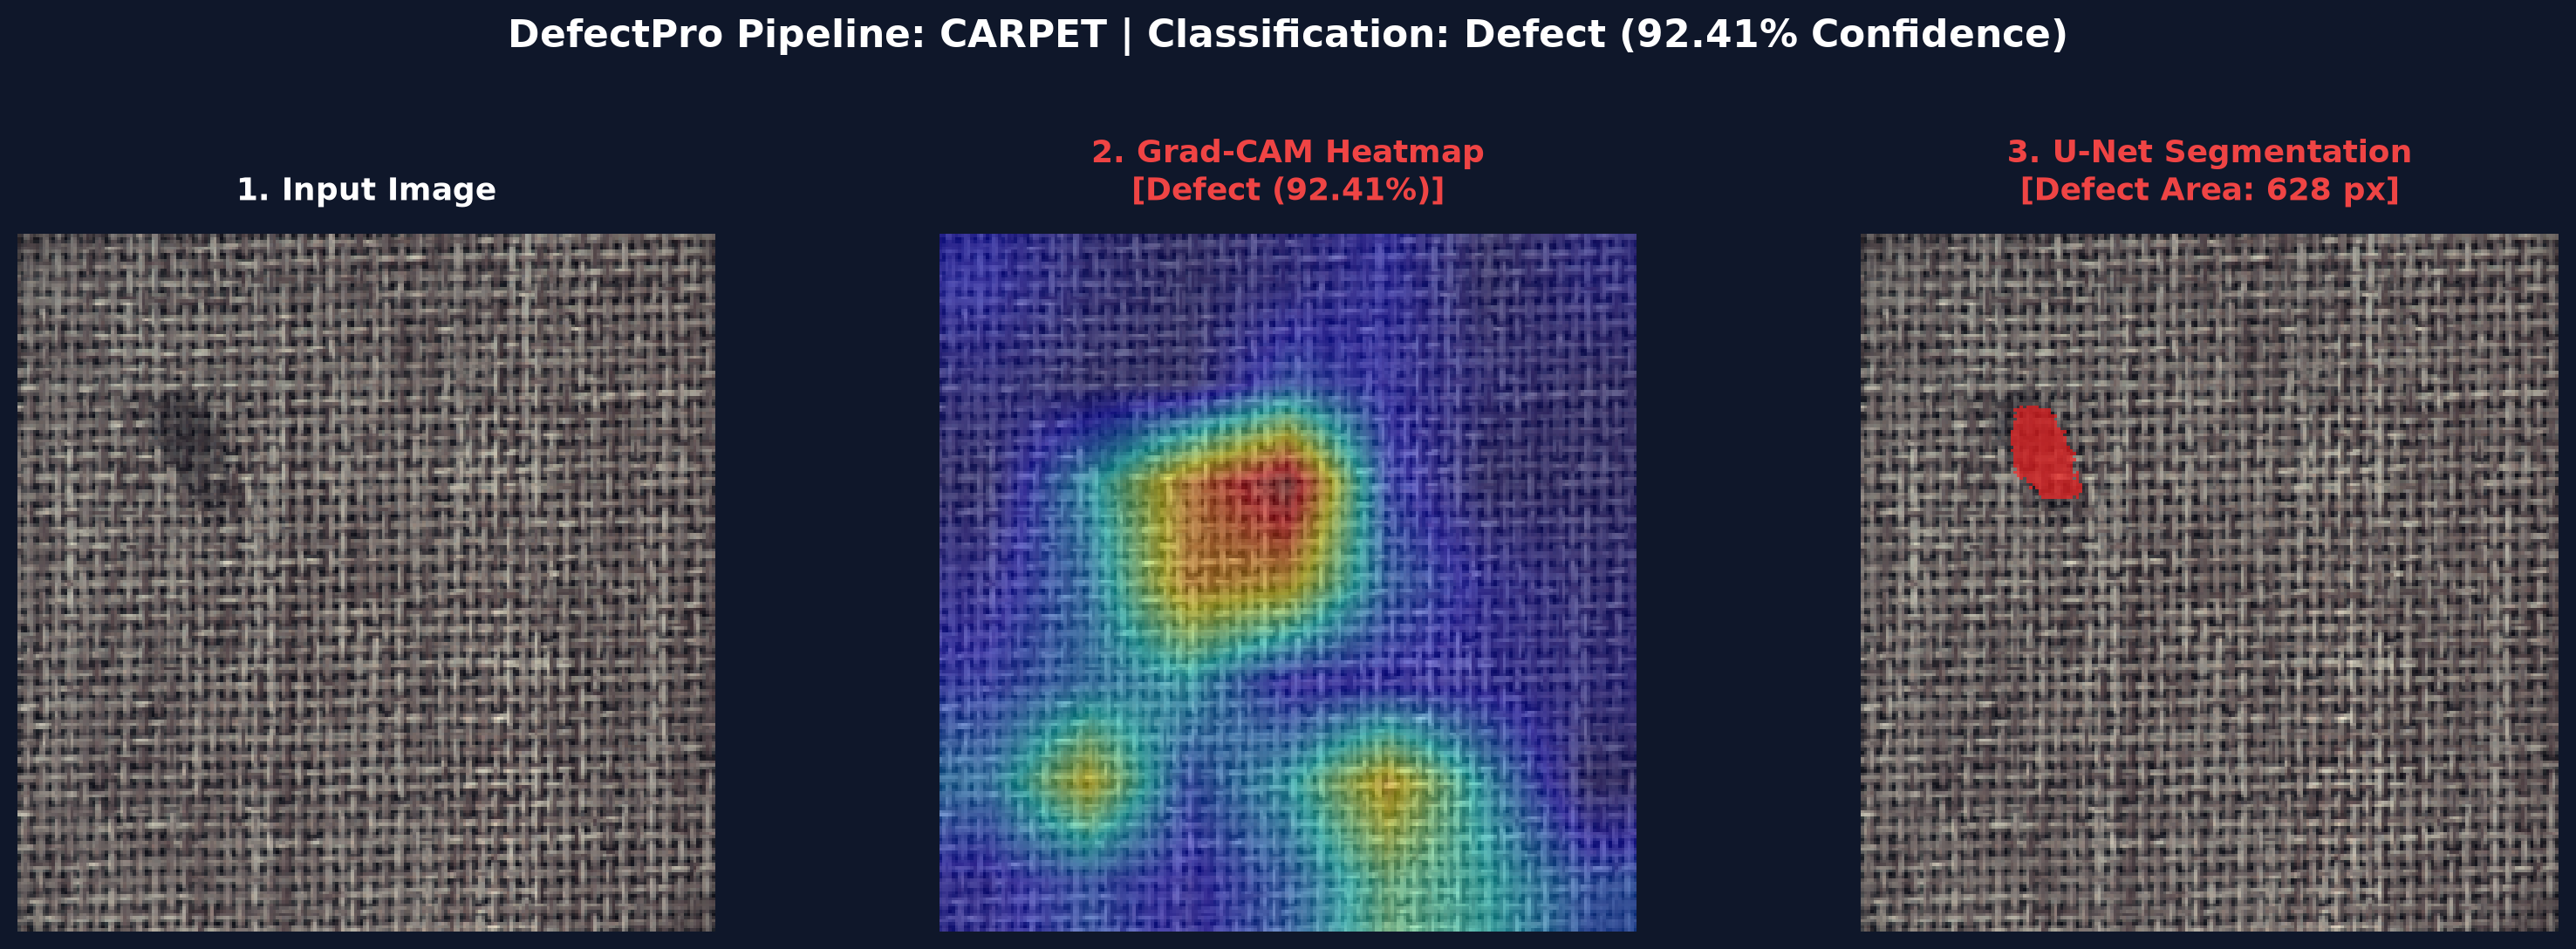 DefectPro Pipeline: CARPET | Classification: Defect (92.41% Confidence)
1. Input Image
2. Grad-CAM Heatmap
[Defect (92.41%)]
3. U-Net Segmentation
[Defect Area: 628 px]